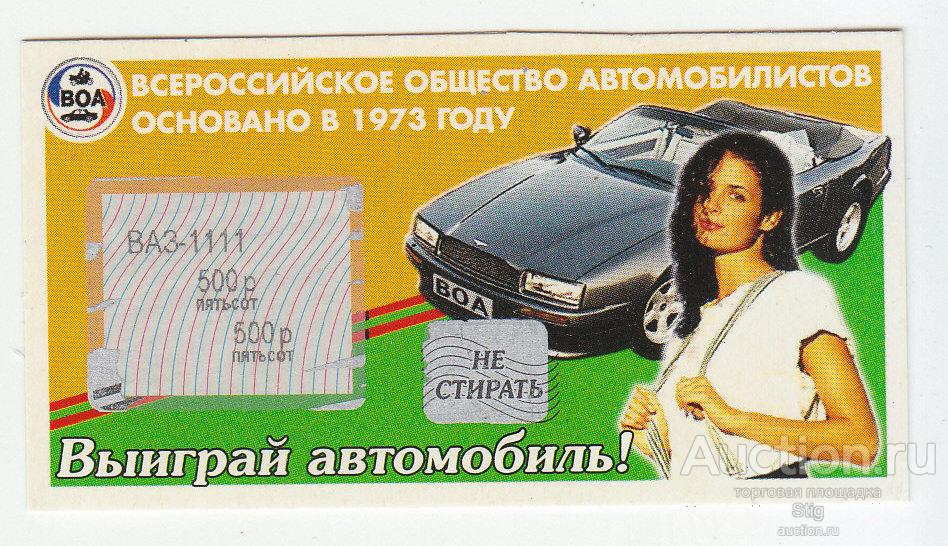 ВОА
ВСЕРОССИЙСКОЕ ОБЩЕСТВО АВТОМОБИЛИСТОВ
ОСНОВАНО В 1973 ГОДУ
ВАЗ-1111
500 р
пятьсот
500 р
пятьсот
ВОА
НЕ
СТИРАТЬ
Выиграй автомобиль!
Auction.ru
торговая площадка
Stig
auction.ru